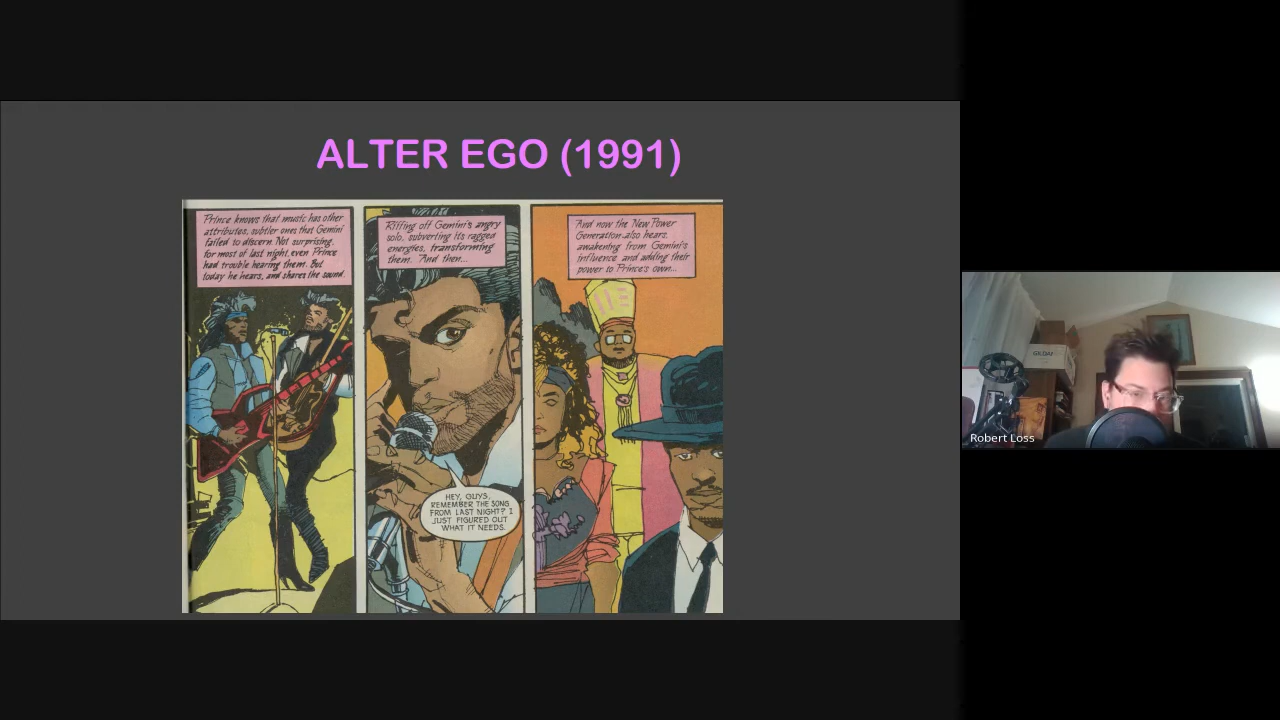 ALTER EGO (1991)
Prince knows that music has other
attributes, subtler ones that Gemini
failed to discern. Not surprising,
for most of last night, even Prince
had trouble hearing them. But
today he hears, and shares the sound.
Riffing off Gemini's angry
solo, subverting its ragged
energies, transforming
them. And then...
HEY, GUYS,
REMEMBER THE SONG
FROM LAST NIGHT? I
JUST FIGURED OUT
WHAT IT NEEDS.
And now the New Power
Generation also hears,
awakening from Gemini's
influence and adding their
power to Prince's own...
Robert Loss